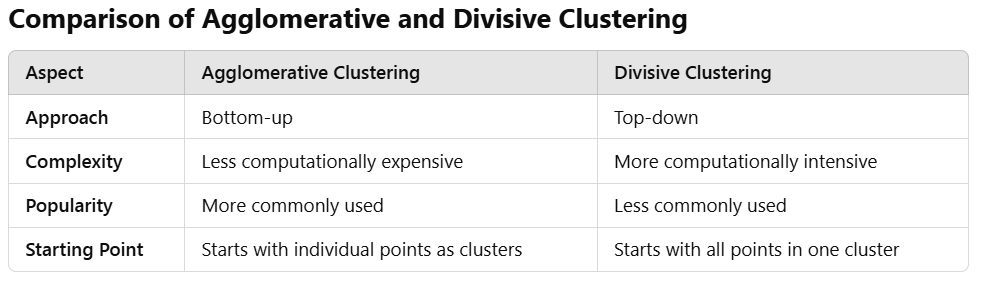 Comparison of Agglomerative and Divisive Clustering
Aspect Agglomerative Clustering Divisive Clustering
Approach Bottom-up Top-down
Complexity Less computationally expensive More computationally intensive
Popularity More commonly used Less commonly used
Starting Point Starts with individual points as clusters Starts with all points in one cluster